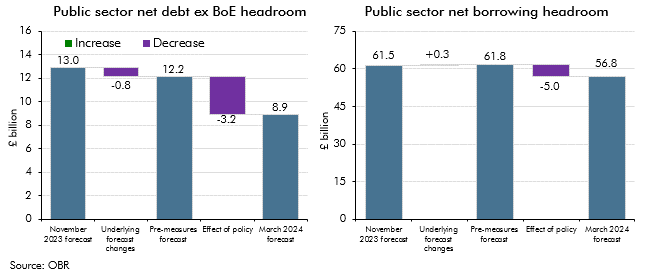 Public sector net debt ex BoE headroom
£ billion
16
14
12
10
8
6
4
2
0
Increase
Decrease
13.0
-0.8
12.2
-3.2
8.9
November
2023 forecast
Underlying
forecast
changes
Pre-measures
forecast
Effect of policy
March 2024
forecast
Public sector net borrowing headroom
£ billion
75
60
45
30
15
0
61.5
+0.3
61.8
-5.0
56.8
November
2023 forecast
Underlying
forecast changes
Pre-measures
forecast
Effect of policy
March 2024
forecast
Source: OBR